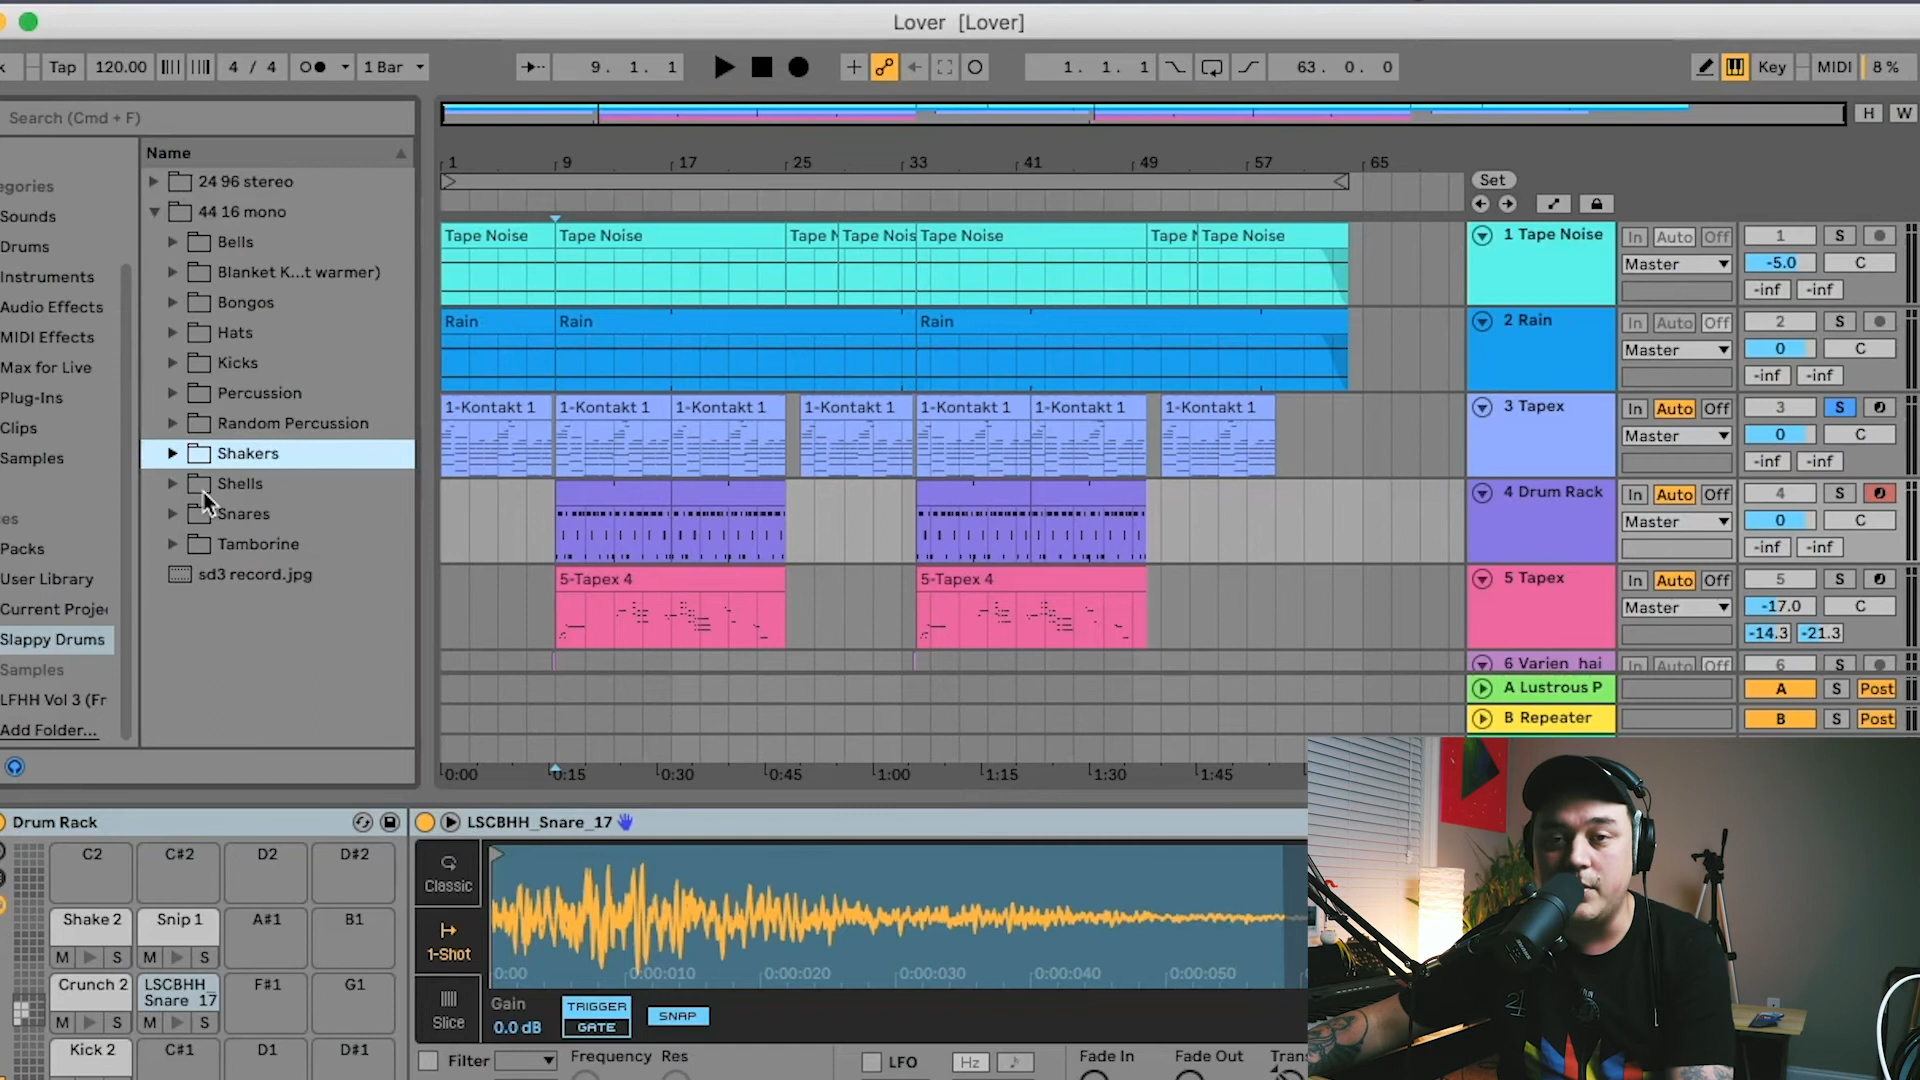 Lover [Lover]
Tap 120.00 4 / 4 1 Bar 9. 1. 1 1. 1. 1 63. 0. 0 Key MIDI 8 %
Search (Cmd + F)
H W
Name
egories
Sounds
Drums
Instruments
Audio Effects
MIDI Effects
Max for Live
Plug-Ins
Clips
Samples
ces
Packs
User Library
Current Proje
Slappy Drums
Samples
LFHH Vol 3 (Fr
Add Folder...
24 96 stereo
44 16 mono
Bells
Blanket K...t warmer)
Bongos
Hats
Kicks
Percussion
Random Percussion
Shakers
Shells
Snares
Tamborine
sd3 record.jpg
1 9 17 25 33 41 49 57 65
Set
Tape Noise Tape Noise Tape N Tape Nois Tape Noise Tape N Tape Noise
1 Tape Noise In Auto Off 1 S
Master -5.0 C
-inf -inf
Rain Rain Rain
2 Rain In Auto Off 2 S
Master 0 C
-inf -inf
1-Kontakt 1 1-Kontakt 1 1-Kontakt 1 1-Kontakt 1 1-Kontakt 1 1-Kontakt 1 1-Kontakt 1
3 Tapex In Auto Off 3 S
Master 0 C
-inf -inf
4 Drum Rack In Auto Off 4 S
Master 0 C
-inf -inf
5-Tapex 4 5-Tapex 4
5 Tapex In Auto Off 5 S
Master -17.0 C
-14.3 -21.3
6 Varien hai In Auto Off 6 S
A Lustrous P A S Post
B Repeater B S Post
0:00 0:15 0:30 0:45 1:00 1:15 1:30 1:45
Drum Rack
C2 C#2 D2 D#2
Shake 2 Snip 1 A#1 B1
M S M S
Crunch 2 LSCBHH_ Snare 17 F#1 G1
M S M S
Kick 2 C#1 D1 D#1
LSCBHH_Snare_17
Classic
1-Shot
Slice
0:00 0:00:010 0:00:020 0:00:030 0:00:040 0:00:050
Gain
0.0 dB
TRIGGER
GATE
SNAP
Filter Frequency Res LFO Hz Fade In Fade Out Trans